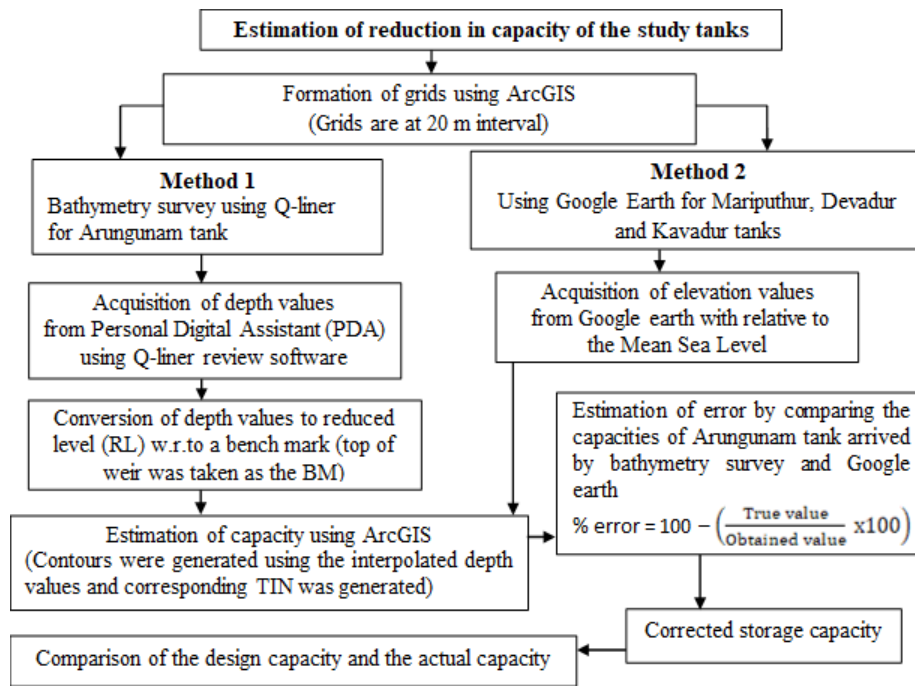 Estimation of reduction in capacity of the study tanks
Formation of grids using ArcGIS
(Grids are at 20 m interval)
Method 1
Bathymetry survey using Q-liner
for Arungunam tank
Method 2
Using Google Earth for Mariputhur, Devadur
and Kavadur tanks
Acquisition of depth values
from Personal Digital Assistant (PDA)
using Q-liner review software
Acquisition of elevation values
from Google earth with relative to
the Mean Sea Level
Conversion of depth values to reduced
level (RL) w.r.to a bench mark (top
of weir was taken as the BM)
Estimation of error by comparing the
capacities of Arungunam tank arrived
by bathymetry survey and Google
earth
% error = 100 − (True value / Obtained value x100)
Estimation of capacity using ArcGIS
(Contours were generated using the interpolated depth
values and corresponding TIN was generated)
Corrected storage capacity
Comparison of the design capacity and the actual capacity